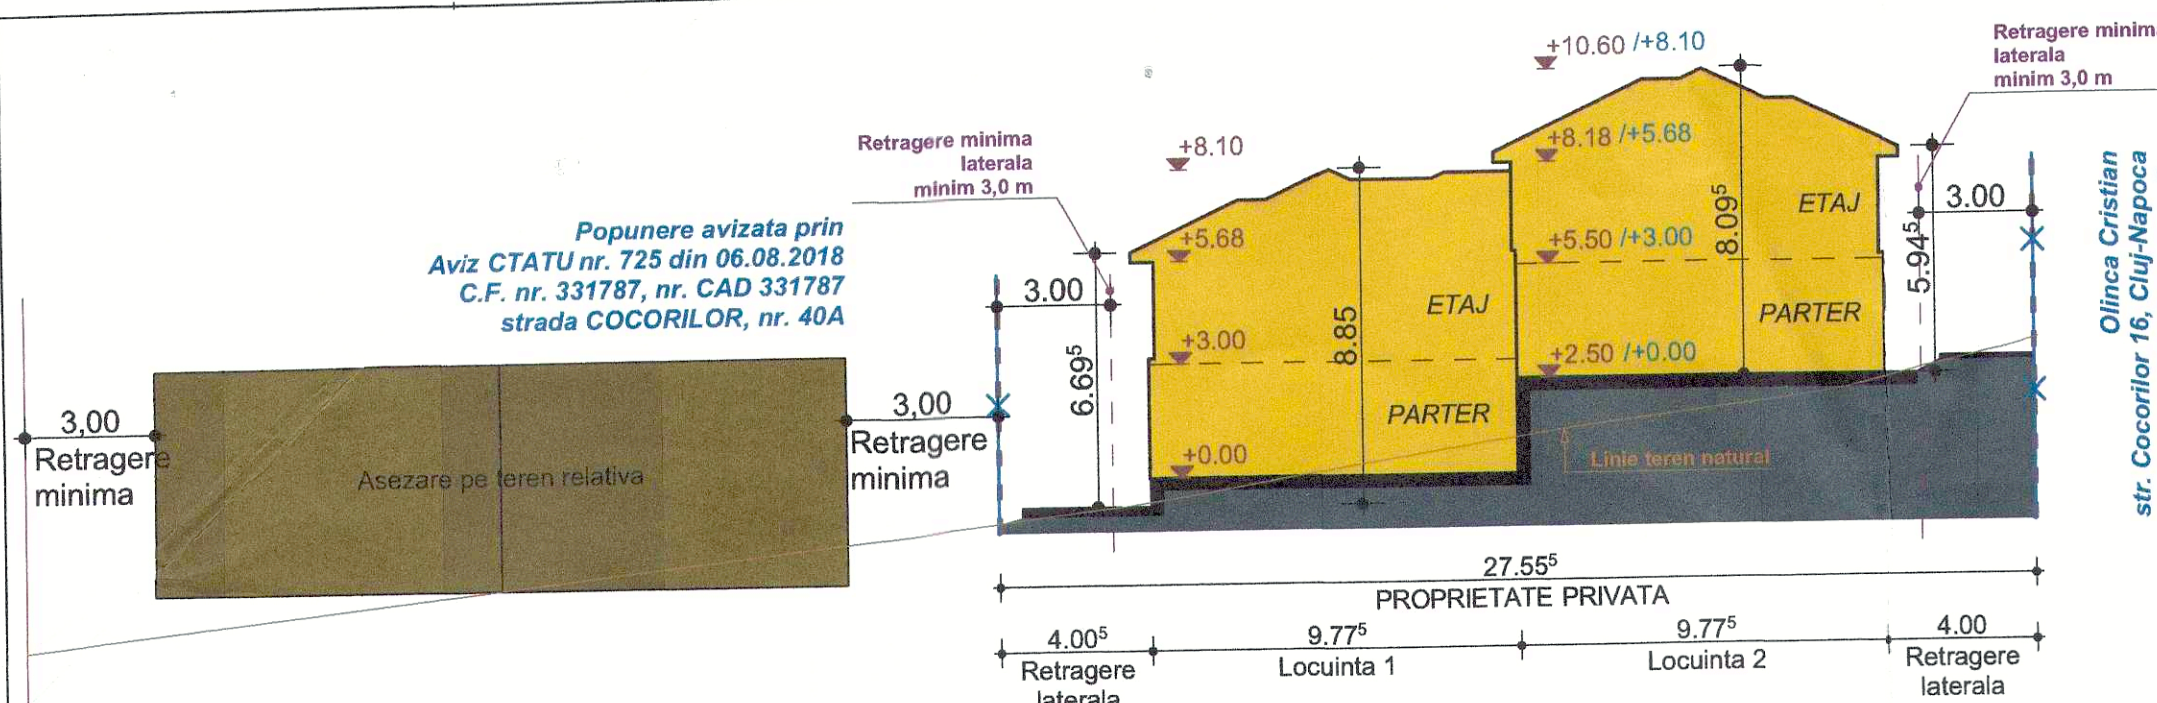 +10.60 /+8.10
Retragere minima
laterala
minim 3,0 m
Retragere minima
laterala
minim 3,0 m
+8.10
+8.18 /+5.68
ETAJ
3.00
8.09⁵
5.94⁵
Olinca Cristian
str. Cocorilor 16, Cluj-Napoca
Popunere avizata prin
Aviz CTATU nr. 725 din 06.08.2018
C.F. nr. 331787, nr. CAD 331787
strada COCORILOR, nr. 40A
+5.68
+5.50 /+3.00
3.00
ETAJ
PARTER
6.69⁵
8.85
+3.00
+2.50 /+0.00
3,00
Retragere
minima
3,00
Retragere
minima
PARTER
+0.00
Linie teren natural
Asezare pe teren relativa
27.55⁵
PROPRIETATE PRIVATA
4.00⁵
9.77⁵
9.77⁵
4.00
Retragere
laterala
Locuinta 1
Locuinta 2
Retragere
laterala